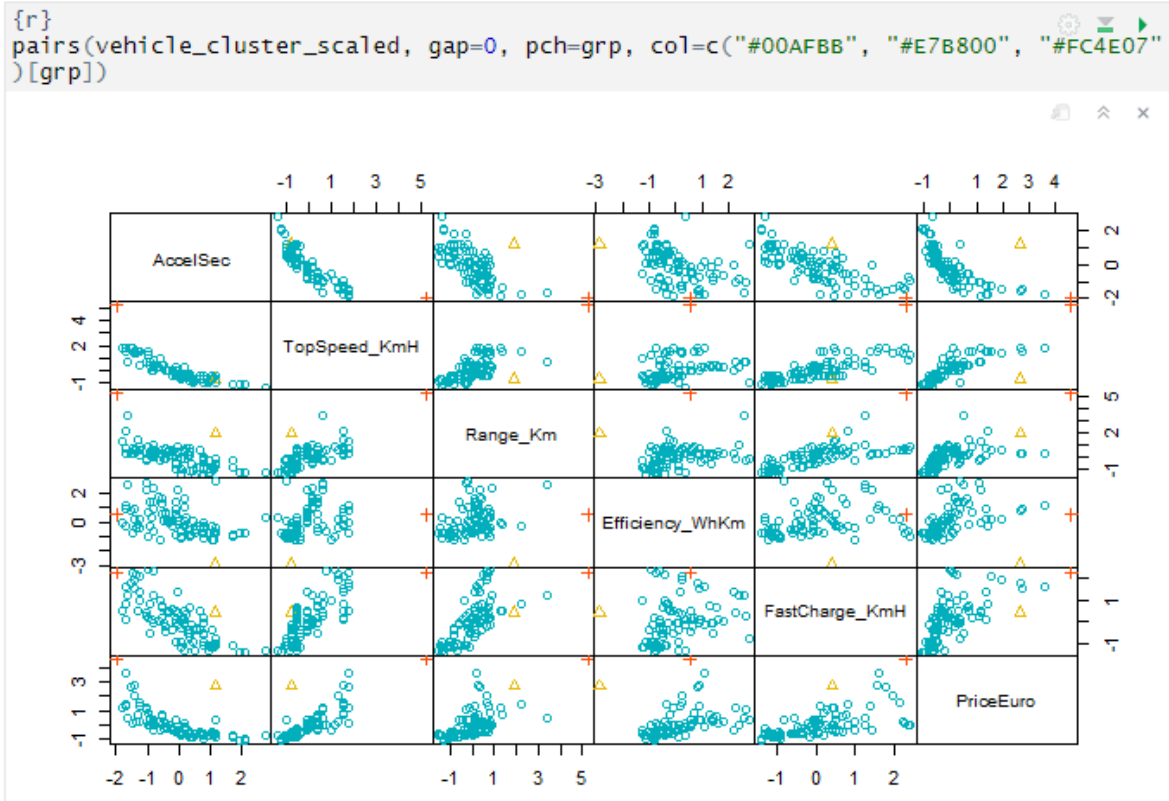 {r}
pairs(vehicle_cluster_scaled, gap=0, pch=grp, col=c("#00AFBB", "#E7B800", "#FC4E07"
)[grp])
-1 1 3 5 -3 -1 1 2 -1 1 2 3 4
AccelSec 2 0 -2
4 2 -1 TopSpeed_KmH
Range_Km 5 2 -1
2 0 -3 Efficiency_WhKm
FastCharge_KmH 1 -1
3 1 -1 PriceEuro
-2 -1 0 1 2 -1 1 3 5 -1 0 1 2